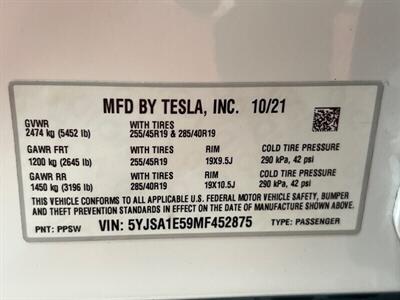 MFD BY TESLA, INC. 10/21
GVWR WITH TIRES
2474 kg (5452 lb) 255/45R19 & 285/40R19
GAWR FRT WITH TIRES RIM COLD TIRE PRESSURE
1200 kg (2645 lb) 255/45R19 19X9.5J 290 kPa, 42 psi
GAWR RR WITH TIRES RIM COLD TIRE PRESSURE
1450 kg (3196 lb) 285/40R19 19X10.5J 290 kPa, 42 psi
THIS VEHICLE CONFORMS TO ALL APPLICABLE U.S. FEDERAL MOTOR VEHICLE SAFETY, BUMPER
AND THEFT PREVENTION STANDARDS IN EFFECT ON THE DATE OF MANUFACTURE SHOWN ABOVE.
PNT: PPSW VIN: 5YJSA1E59MF452875 TYPE: PASSENGER